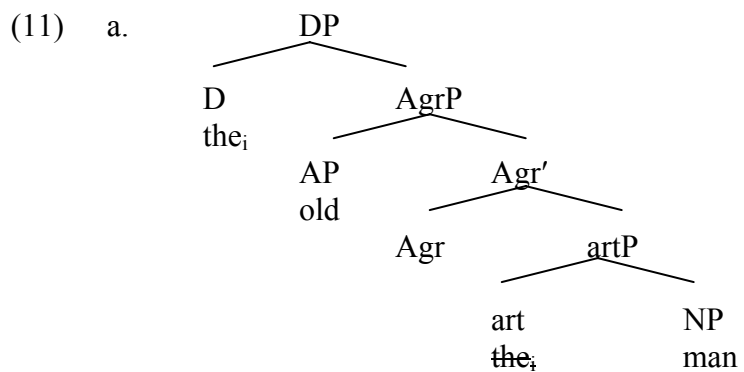 (11) a. DP
D AgrP
theᵢ
AP Agr′
old
Agr artP
art NP
theᵢ man